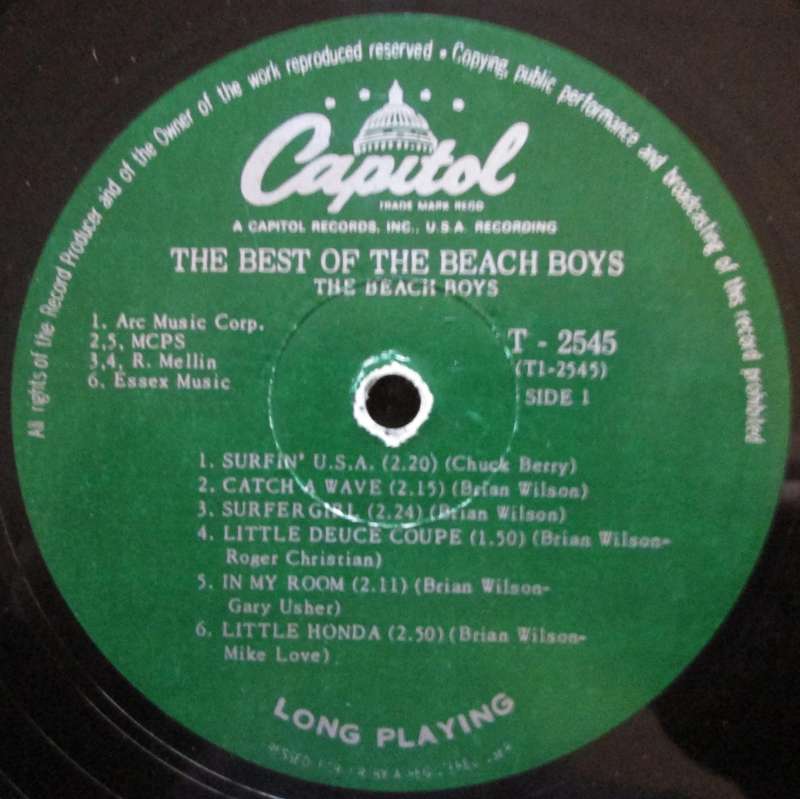 All rights of the Record Producer and of the Owner of the work reproduced reserved • Copying, public performance and broadcasting of this record prohibited
Capitol
TRADE MARK REGD
A CAPITOL RECORDS, INC., U.S.A. RECORDING
THE BEST OF THE BEACH BOYS
THE BEACH BOYS
1. Arc Music Corp.
2,5, MCPS
3,4, R. Mellin
6. Essex Music
T - 2545
(T1-2545)
SIDE 1
1. SURFIN' U.S.A. (2.20) (Chuck Berry)
2. CATCH A WAVE (2.15) (Brian Wilson)
3. SURFER GIRL (2.24) (Brian Wilson)
4. LITTLE DEUCE COUPE (1.50) (Brian Wilson-
Roger Christian)
5. IN MY ROOM (2.11) (Brian Wilson-
Gary Usher)
6. LITTLE HONDA (2.50) (Brian Wilson-
Mike Love)
LONG PLAYING